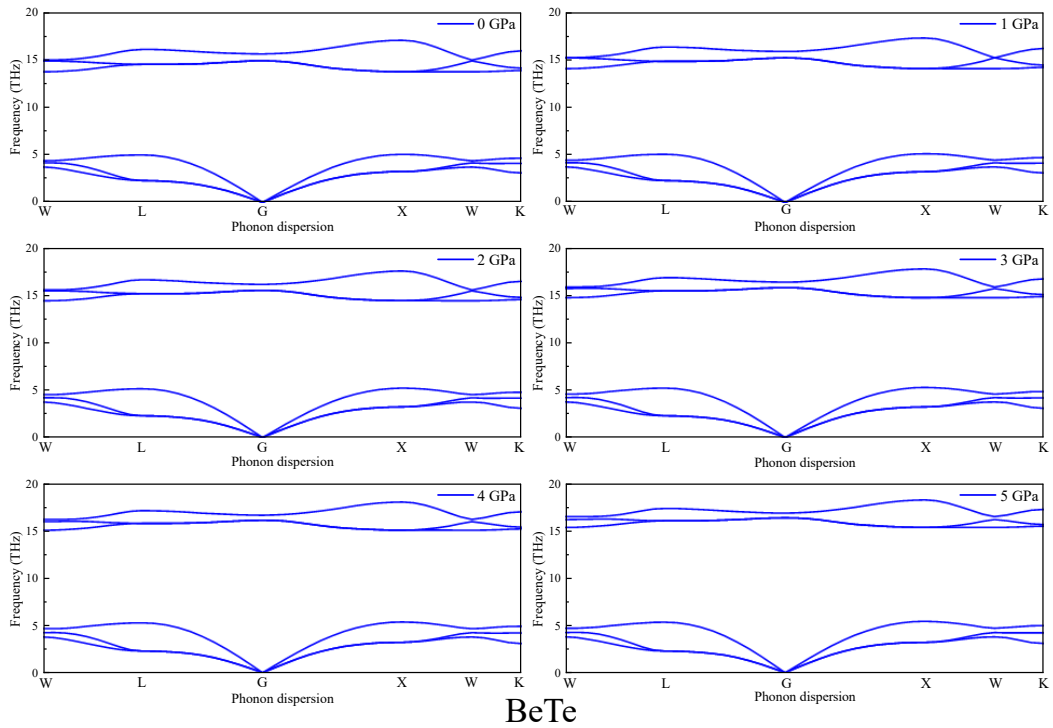 0 GPa
Frequency (THz)
20
15
10
5
0
W L G X W K
Phonon dispersion
1 GPa
Frequency (THz)
20
15
10
5
0
W L G X W K
Phonon dispersion
2 GPa
Frequency (THz)
20
15
10
5
0
W L G X W K
Phonon dispersion
3 GPa
Frequency (THz)
20
15
10
5
0
W L G X W K
Phonon dispersion
4 GPa
Frequency (THz)
20
15
10
5
0
W L G X W K
Phonon dispersion
5 GPa
Frequency (THz)
20
15
10
5
0
W L G X W K
Phonon dispersion
BeTe